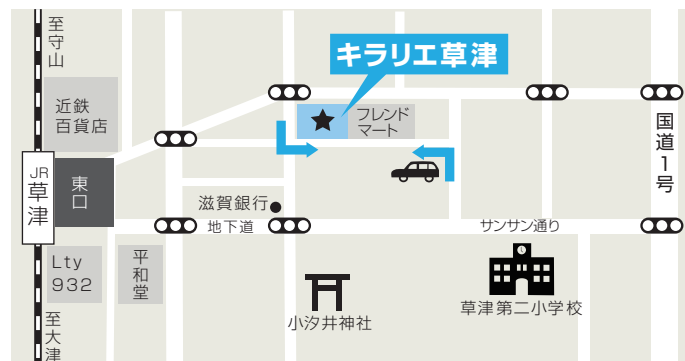 至守山
キラリエ草津
近鉄
百貨店
フレンド
マート
国道1号
JR
草津
東口
滋賀銀行
地下道
サンサン通り
Lty
932
平和堂
小汐井神社
草津第二小学校
至大津